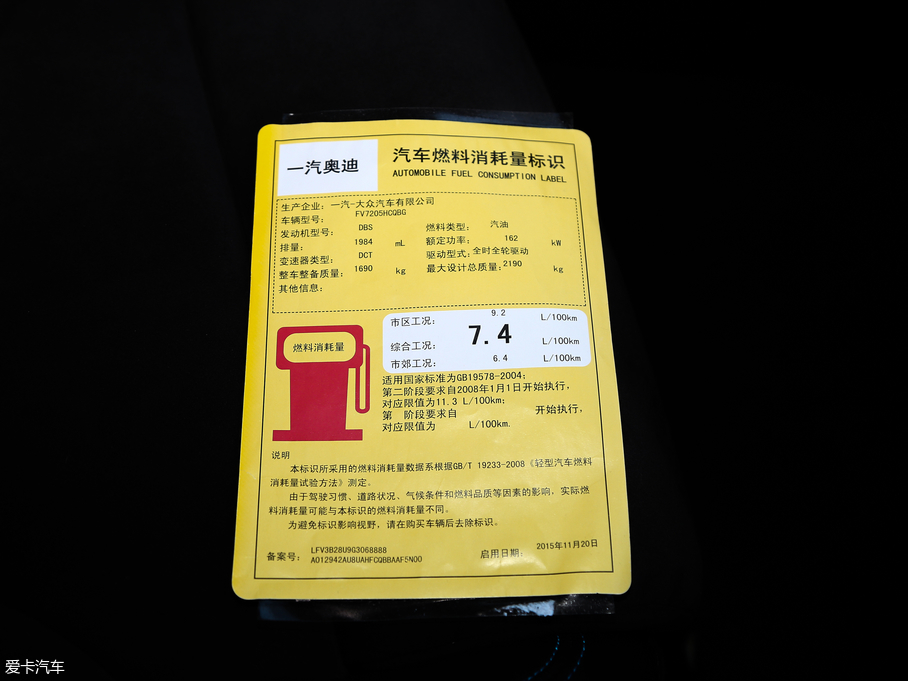 一汽奥迪
汽车燃料消耗量标识
AUTOMOBILE FUEL CONSUMPTION LABEL
生产企业: 一汽-大众汽车有限公司
车辆型号: FV7205HCQBG
发动机型号: DBS 燃料类型: 汽油
排量: 1984 mL 额定功率: 162 kW
变速器类型: DCT 驱动型式: 全时全轮驱动
整车整备质量: 1690 kg 最大设计总质量: 2190 kg
其他信息:
燃料消耗量
市区工况: 9.2 L/100km
综合工况: 7.4 L/100km
市郊工况: 6.4 L/100km
适用国家标准为GB19578-2004;
第二阶段要求自2008年1月1日开始执行,
对应限值为11.3 L/100km;
第 阶段要求自 开始执行,
对应限值为 L/100km.
说明
本标识所采用的燃料消耗量数据系根据GB/T 19233-2008《轻型汽车燃料
消耗量试验方法》测定。
由于驾驶习惯、道路状况、气候条件和燃料品质等因素的影响, 实际燃
料消耗量可能与本标识的燃料消耗量不同。
为避免标识影响视野, 请在购买车辆后去除标识。
备案号: LFV3B28U9G3068888
A012942AU8UAHFCQBBAAF5N00
启用日期: 2015年11月20日
爱卡汽车